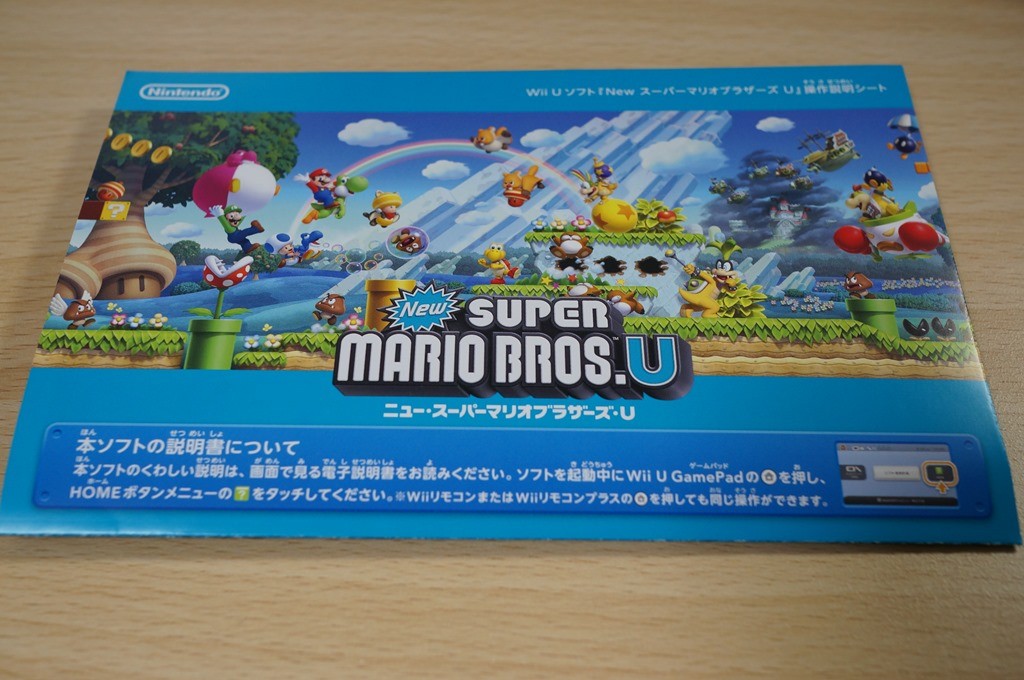 Nintendo
Wii U ソフト『New スーパーマリオブラザーズ U』操作説明シート
New SUPER
MARIO BROS.U
ニュー・スーパーマリオブラザーズ・U
本ソフトの説明書について
本ソフトのくわしい説明は、画面で見る電子説明書をお読みください。ソフトを起動中にWii U GamePadの を押し、
HOMEボタンメニューの ? をタッチしてください。※WiiリモコンまたはWiiリモコンプラスの を押しても同じ操作ができます。